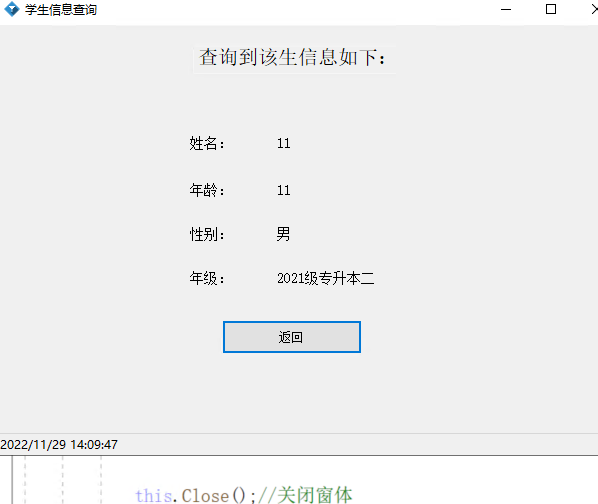 学生信息查询
查询到该生信息如下：
姓名： 11
年龄： 11
性别： 男
年级： 2021级专升本二
返回
2022/11/29 14:09:47
this.Close();//关闭窗体